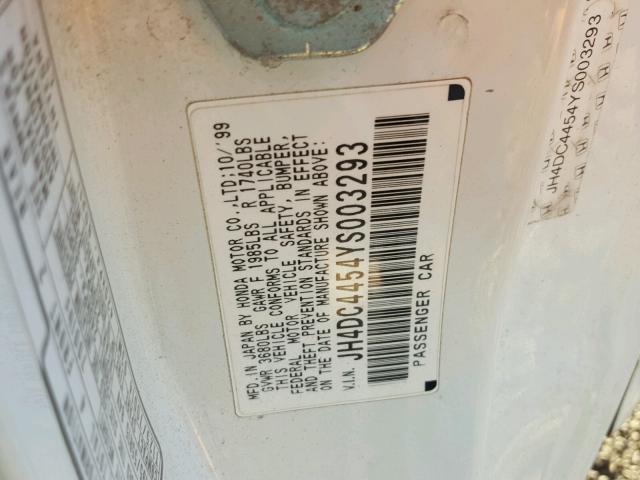 MFD. IN JAPAN BY HONDA MOTOR CO.,LTD;10/'99
GVWR 3680LBS GAWR F 1985LBS R 1740LBS
THIS VEHICLE CONFORMS TO ALL APPLICABLE
FEDERAL MOTOR VEHICLE SAFETY, BUMPER,
AND THEFT PREVENTION STANDARDS IN EFFECT
ON THE DATE OF MANUFACTURE SHOWN ABOVE.
V.I.N. JH4DC4454YS003293
PASSENGER CAR
JH4DC4454YS003293